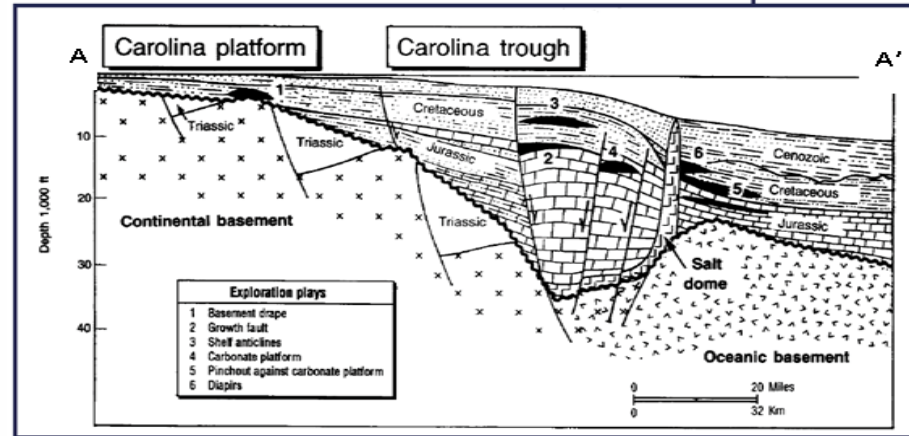 Carolina platform
Carolina trough
A
A'
1
3
Triassic
Cretaceous
2
4
6
Cenozoic
10
Triassic
Jurassic
5
Cretaceous
Depth 1,000 ft
20
Continental basement
Triassic
Jurassic
30
Salt
dome
40
Exploration plays
1 Basement drape
2 Growth fault
3 Shelf anticlines
4 Carbonate platform
5 Pinchout against carbonate platform
6 Diapirs
Oceanic basement
0 20 Miles
0 32 Km